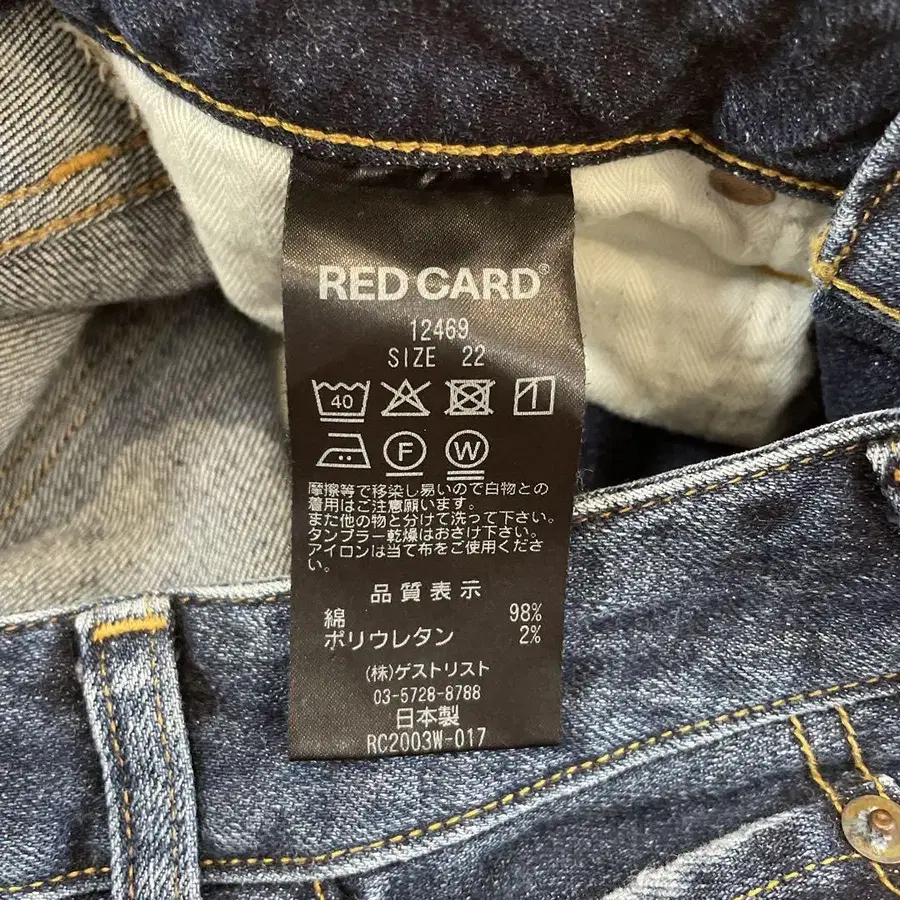 RED CARD®
12469
SIZE 22
40
F W
摩擦等で移染し易いので白物との
着用はご注意願います。
また他の物と分けて洗って下さい。
タンブラー乾燥はおさけ下さい。
アイロンは当て布をご使用くださ
い。
品質表示
綿 98%
ポリウレタン 2%
(株)ゲストリスト
03-5728-8788
日本製
RC2003W-017